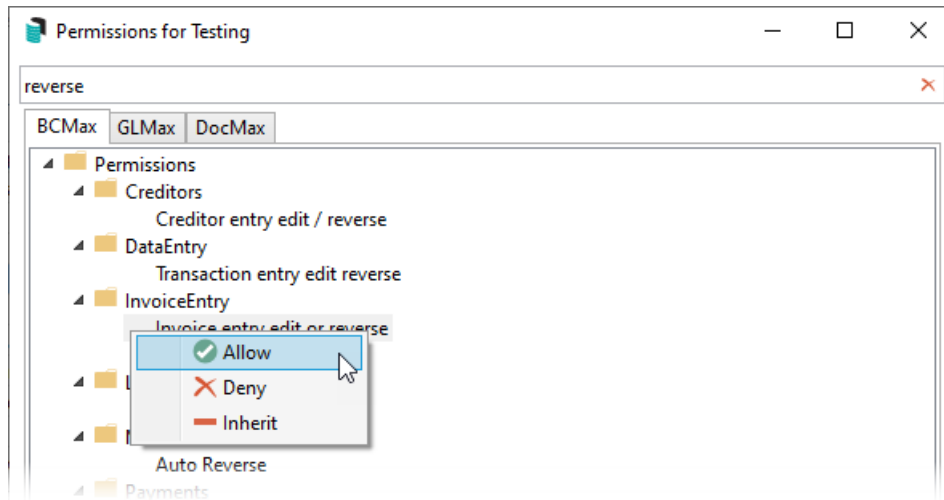 Permissions for Testing
reverse
BCMax GLMax DocMax
Permissions
Creditors
Creditor entry edit / reverse
DataEntry
Transaction entry edit reverse
InvoiceEntry
Invoice entry edit or reverse
Allow
Deny
Inherit
Auto Reverse
Payments